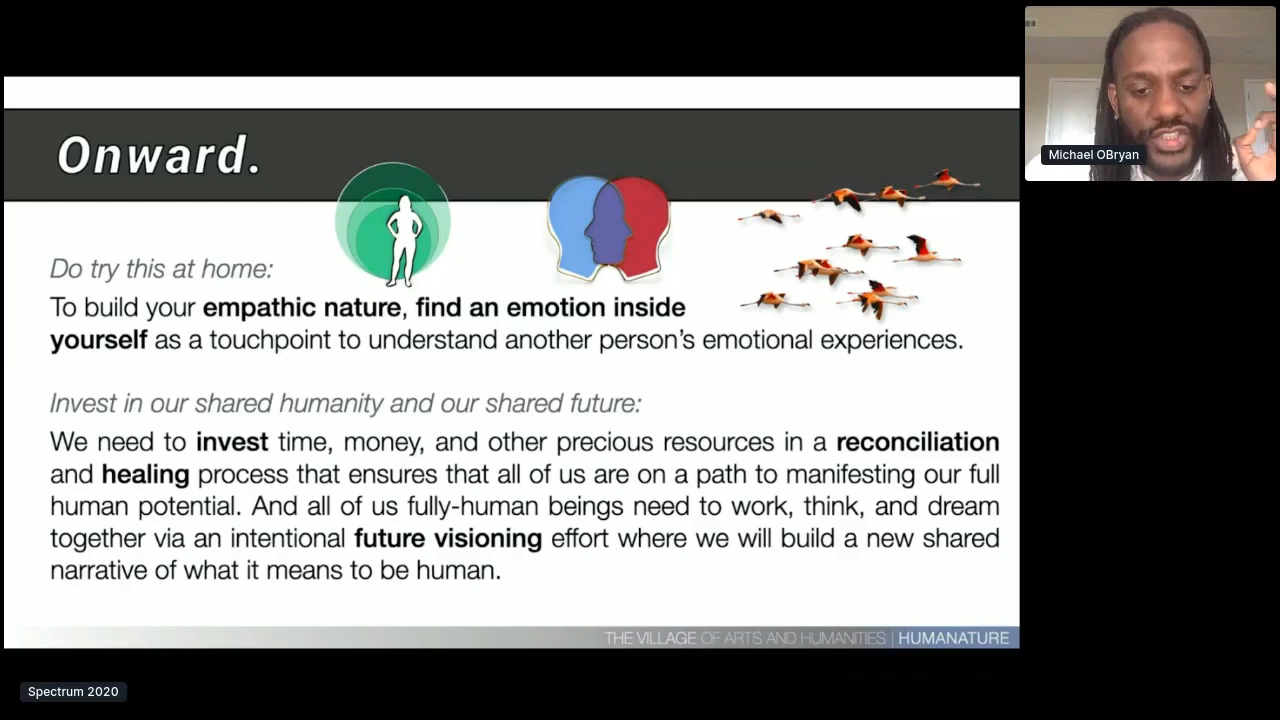 Onward.
Do try this at home:
To build your empathic nature, find an emotion inside
yourself as a touchpoint to understand another person's emotional experiences.
Invest in our shared humanity and our shared future:
We need to invest time, money, and other precious resources in a reconciliation
and healing process that ensures that all of us are on a path to manifesting our full
human potential. And all of us fully-human beings need to work, think, and dream
together via an intentional future visioning effort where we will build a new shared
narrative of what it means to be human.
THE VILLAGE OF ARTS AND HUMANITIES | HUMANATURE
Michael OBryan
Spectrum 2020